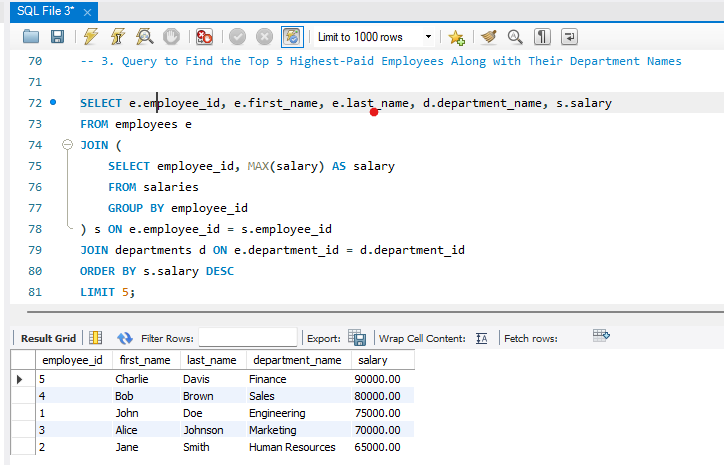 SQL File 3*
Limit to 1000 rows
70 -- 3. Query to Find the Top 5 Highest-Paid Employees Along with Their Department Names
71
72 SELECT e.employee_id, e.first_name, e.last_name, d.department_name, s.salary
73 FROM employees e
74 JOIN (
75 SELECT employee_id, MAX(salary) AS salary
76 FROM salaries
77 GROUP BY employee_id
78 ) s ON e.employee_id = s.employee_id
79 JOIN departments d ON e.department_id = d.department_id
80 ORDER BY s.salary DESC
81 LIMIT 5;
Result Grid Filter Rows: Export: Wrap Cell Content: Fetch rows:
employee_id first_name last_name department_name salary
5 Charlie Davis Finance 90000.00
4 Bob Brown Sales 80000.00
1 John Doe Engineering 75000.00
3 Alice Johnson Marketing 70000.00
2 Jane Smith Human Resources 65000.00